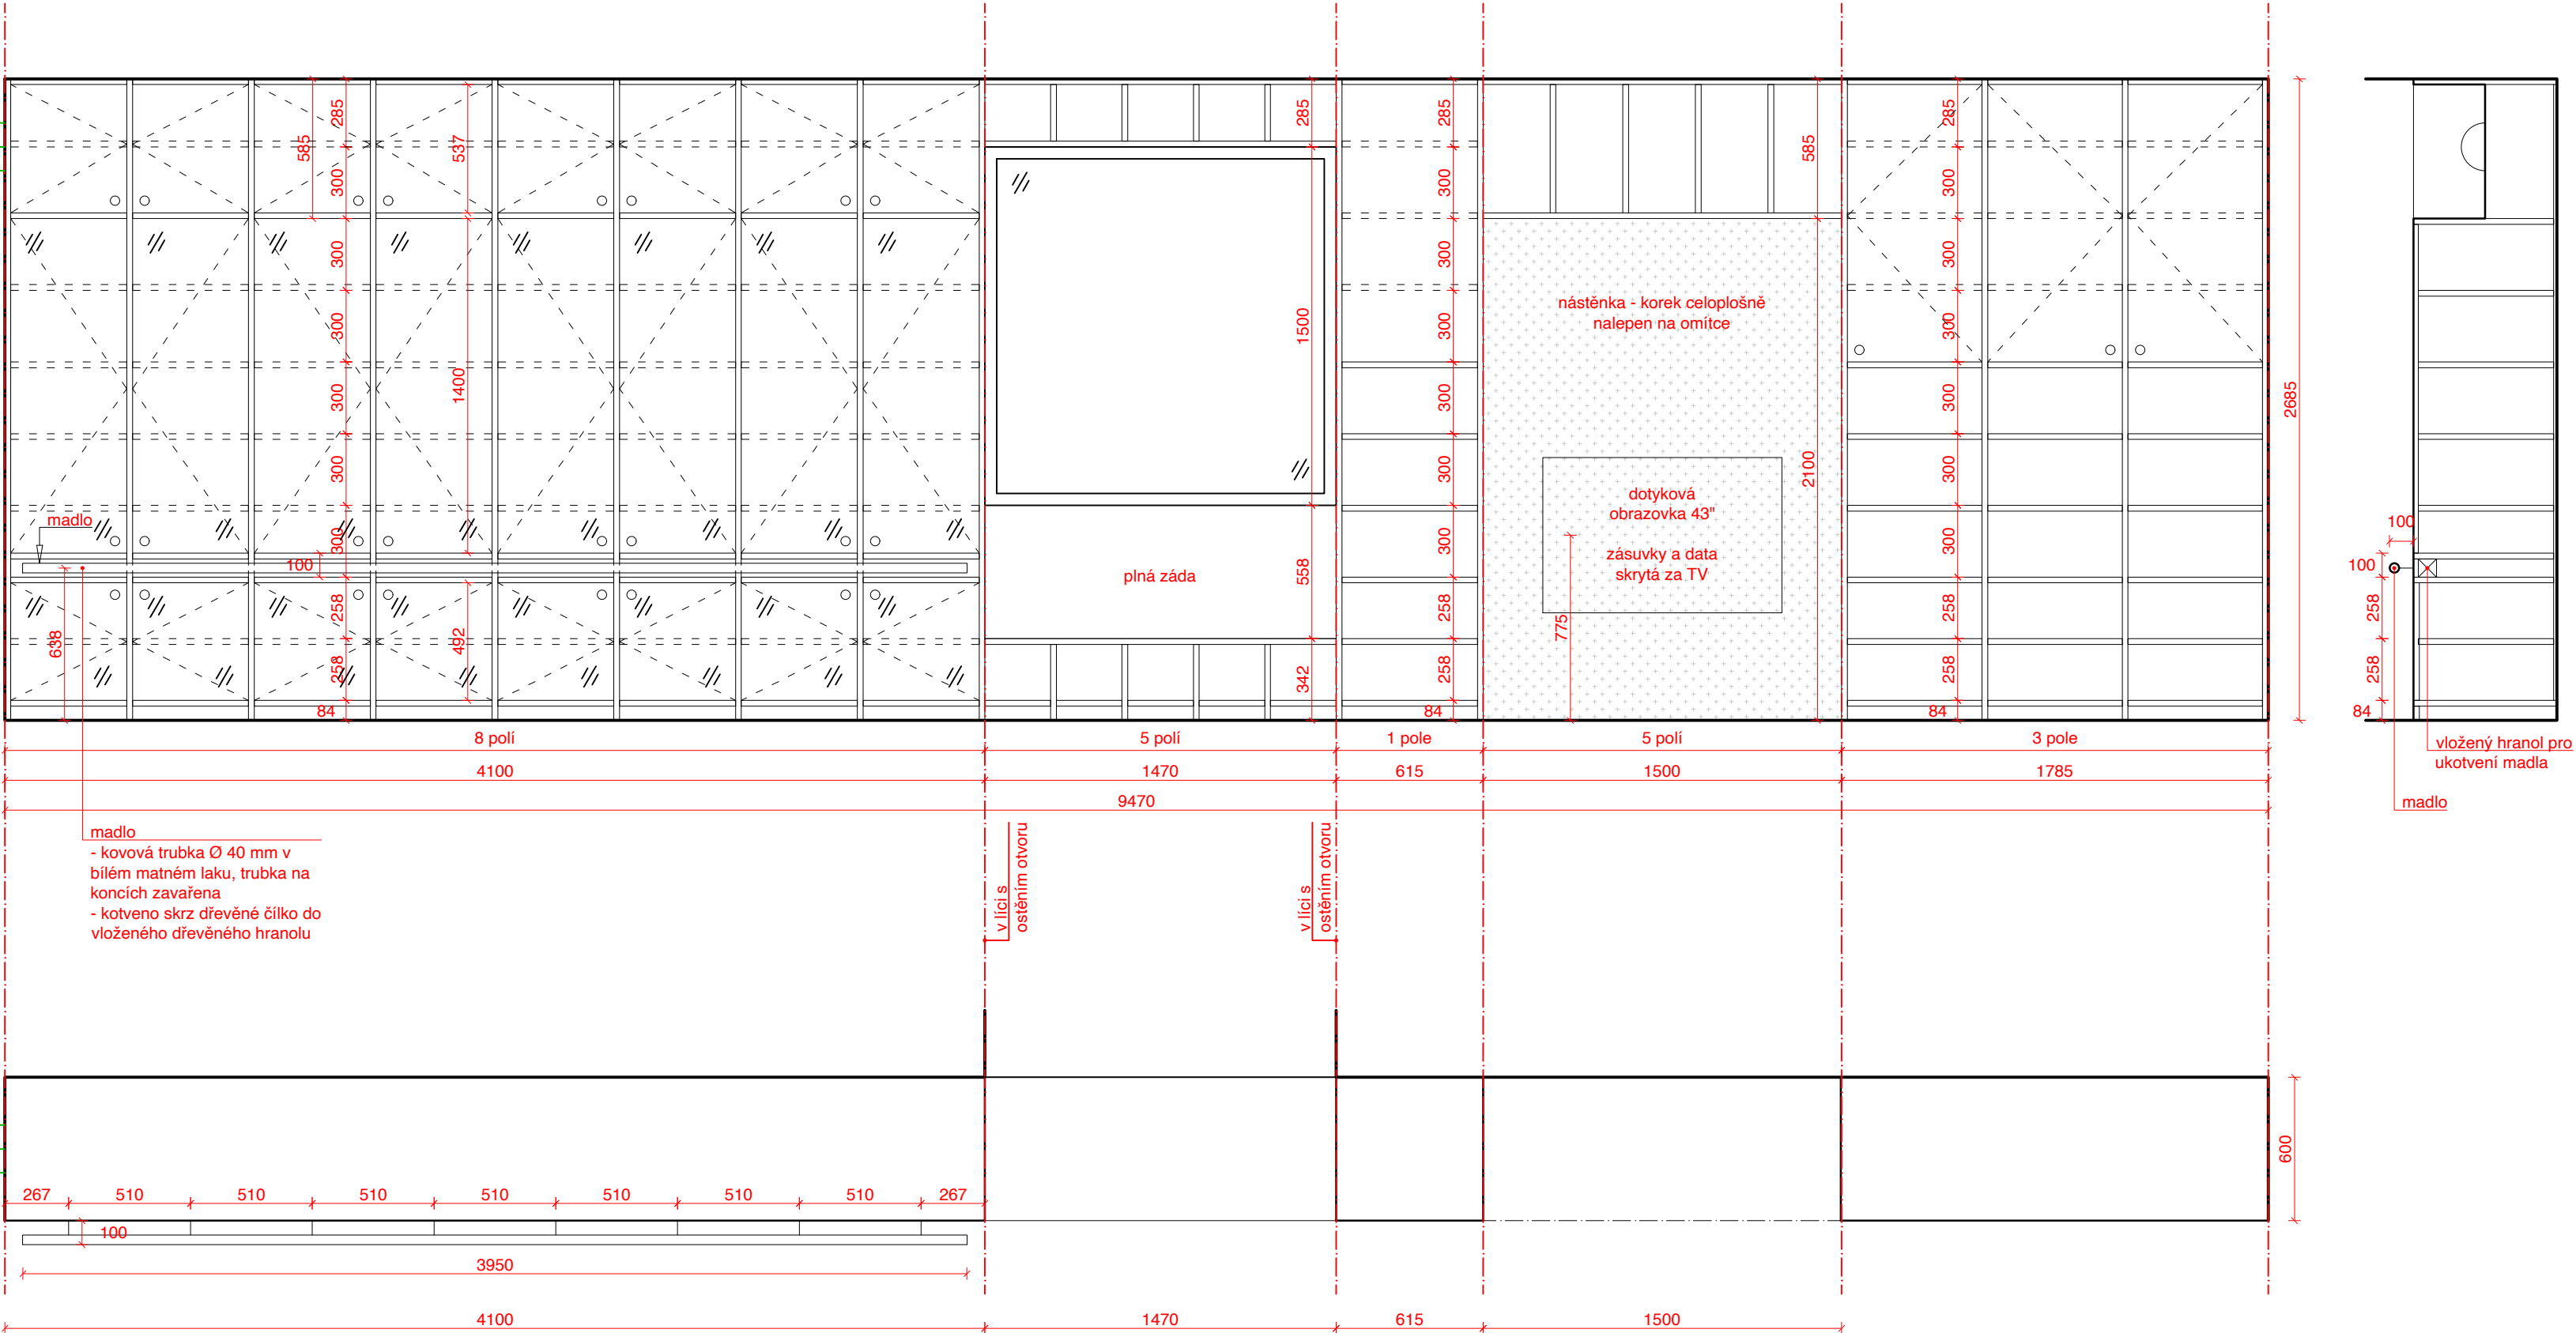 285
585
537
300
300
300
1400
300
300
madlo
300
100
638
258
492
258
84
285
1500
558
plná záda
342
285
300
300
300
300
300
300
258
258
84
585
nástěnka - korek celoplošně
nalepen na omítce
2100
dotyková
obrazovka 43"
zásuvky a data
skrytá za TV
775
285
300
300
300
300
300
300
258
258
84
2685
100
100
258
258
84
vložený hranol pro
ukotvení madla
madlo
8 polí
5 polí
1 pole
5 polí
3 pole
4100
1470
615
1500
1785
9470
madlo
- kovová trubka Ø 40 mm v
bílém matném laku, trubka na
koncích zavařena
- kotveno skrz dřevěné čílko do
vloženého dřevěného hranolu
v líci s
ostěním otvoru
v líci s
ostěním otvoru
600
267
510
510
510
510
510
510
510
267
100
3950
4100
1470
615
1500